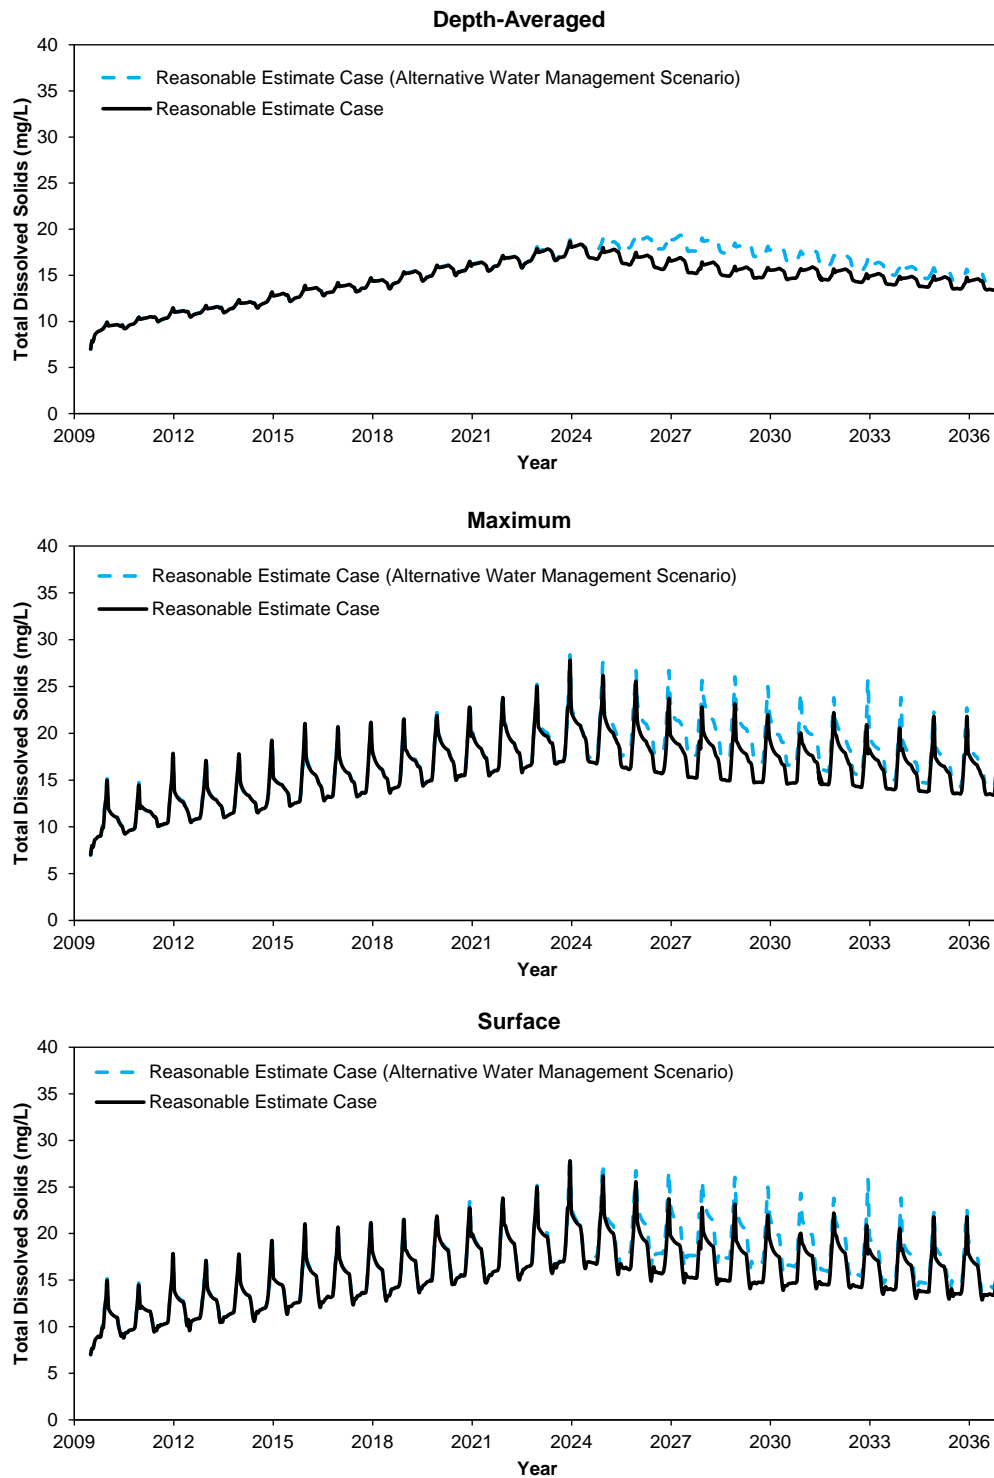 Depth-Averaged
40
35
30
25
20
15
10
5
0
Total Dissolved Solids (mg/L)
Reasonable Estimate Case (Alternative Water Management Scenario)
Reasonable Estimate Case
2009 2012 2015 2018 2021 2024 2027 2030 2033 2036
Year
Maximum
40
35
30
25
20
15
10
5
0
Total Dissolved Solids (mg/L)
Reasonable Estimate Case (Alternative Water Management Scenario)
Reasonable Estimate Case
2009 2012 2015 2018 2021 2024 2027 2030 2033 2036
Year
Surface
40
35
30
25
20
15
10
5
0
Total Dissolved Solids (mg/L)
Reasonable Estimate Case (Alternative Water Management Scenario)
Reasonable Estimate Case
2009 2012 2015 2018 2021 2024 2027 2030 2033 2036
Year